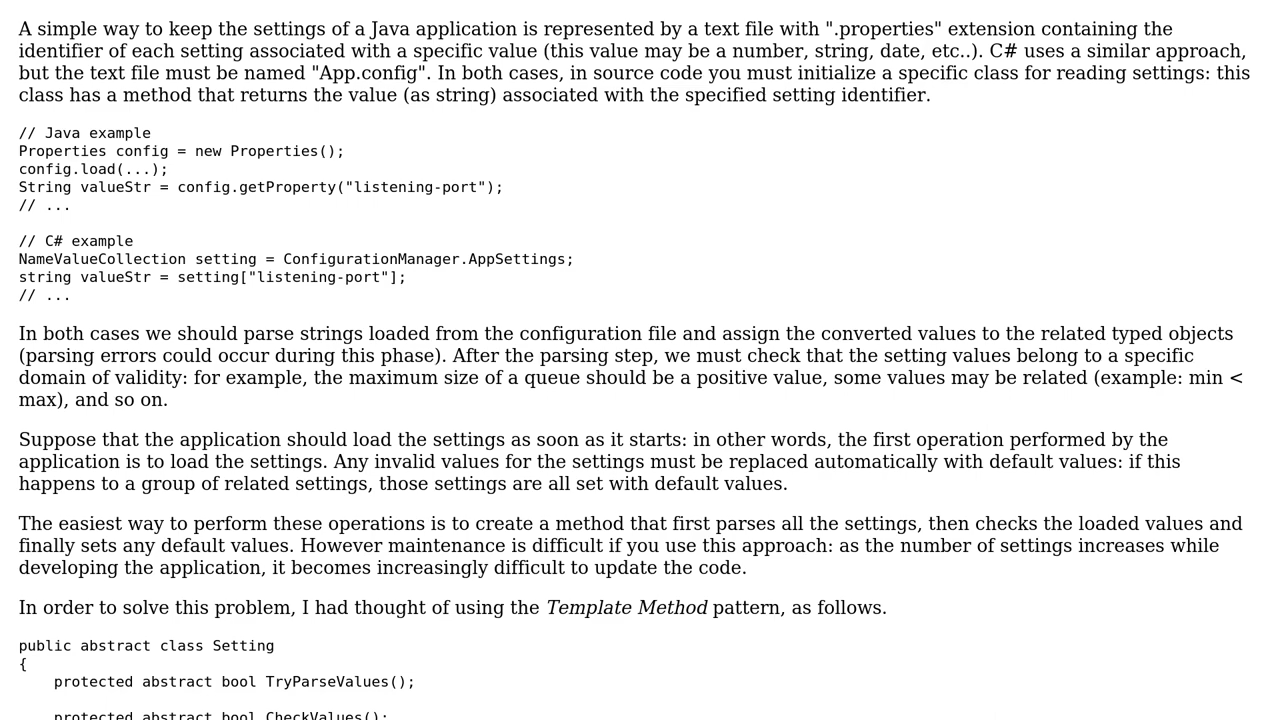 A simple way to keep the settings of a Java application is represented by a text file with ".properties" extension containing the
identifier of each setting associated with a specific value (this value may be a number, string, date, etc..). C# uses a similar approach,
but the text file must be named "App.config". In both cases, in source code you must initialize a specific class for reading settings: this
class has a method that returns the value (as string) associated with the specified setting identifier.
// Java example
Properties config = new Properties();
config.load(...);
String valueStr = config.getProperty("listening-port");
// ...
// C# example
NameValueCollection setting = ConfigurationManager.AppSettings;
string valueStr = setting["listening-port"];
// ...
In both cases we should parse strings loaded from the configuration file and assign the converted values to the related typed objects
(parsing errors could occur during this phase). After the parsing step, we must check that the setting values belong to a specific
domain of validity: for example, the maximum size of a queue should be a positive value, some values may be related (example: min <
max), and so on.
Suppose that the application should load the settings as soon as it starts: in other words, the first operation performed by the
application is to load the settings. Any invalid values for the settings must be replaced automatically with default values: if this
happens to a group of related settings, those settings are all set with default values.
The easiest way to perform these operations is to create a method that first parses all the settings, then checks the loaded values and
finally sets any default values. However maintenance is difficult if you use this approach: as the number of settings increases while
developing the application, it becomes increasingly difficult to update the code.
In order to solve this problem, I had thought of using the Template Method pattern, as follows.
public abstract class Setting
{
    protected abstract bool TryParseValues();
    protected abstract bool CheckValues();